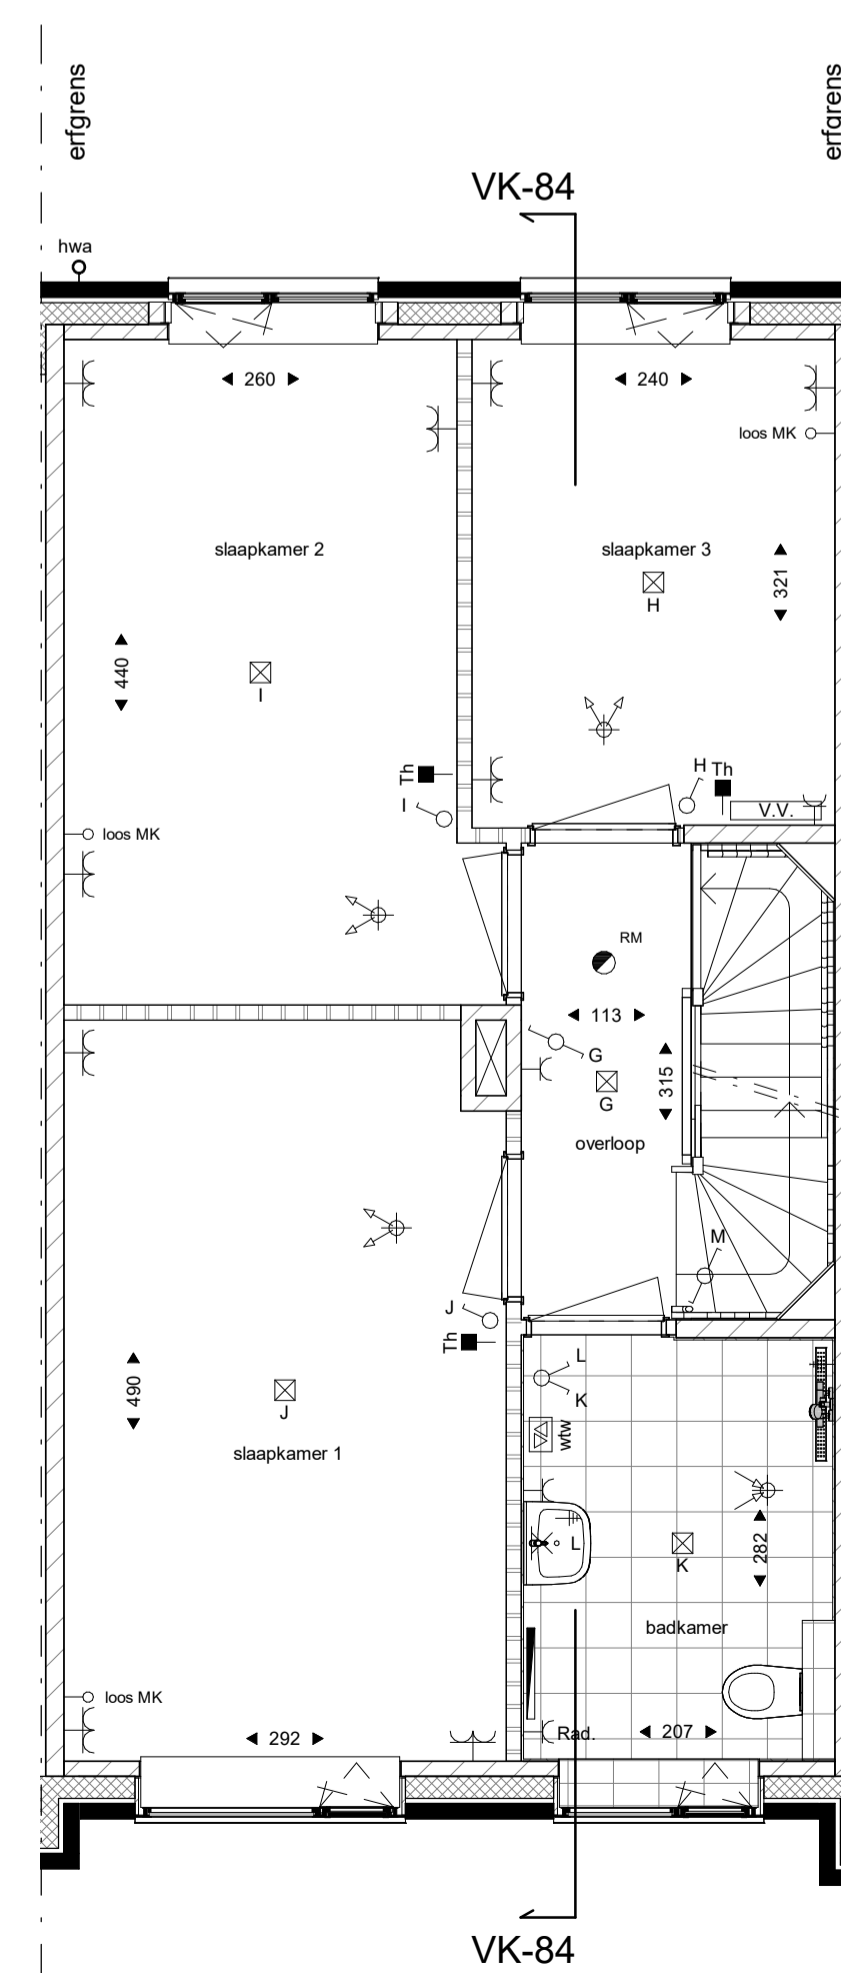 erfgrens
erfgrens
VK-84
hwa
260
240
loos MK
slaapkamer 2
slaapkamer 3
H
321
440
I
Th
I
H
Th
V.V.
loos MK
RM
113
G
315
G
overloop
M
J
Th
L
K
490
J
wtw
slaapkamer 1
L
K
282
badkamer
loos MK
292
Rad.
207
VK-84